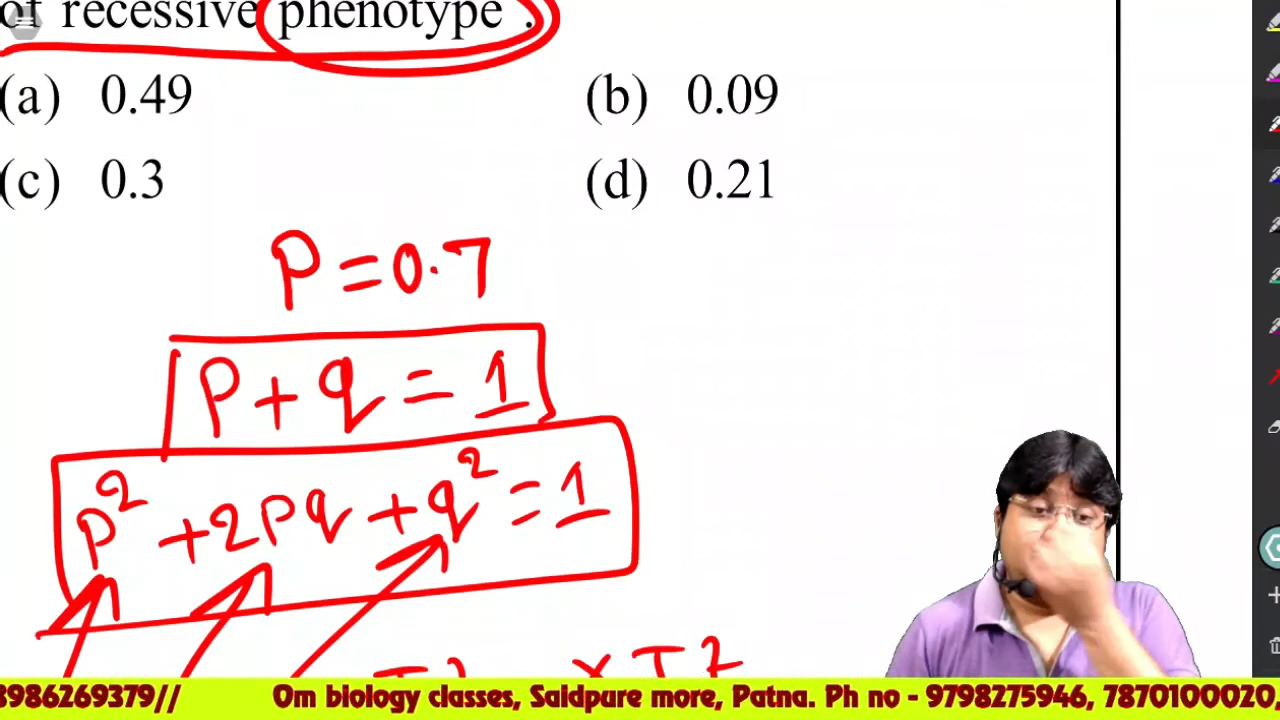 of recessive phenotype .
(a) 0.49 (b) 0.09
(c) 0.3 (d) 0.21
P = 0.7
P + q = 1
p² + 2pq + q² = 1
8986269379// Om biology classes, Saidpure more, Patna. Ph no - 9798275946, 7870100020,